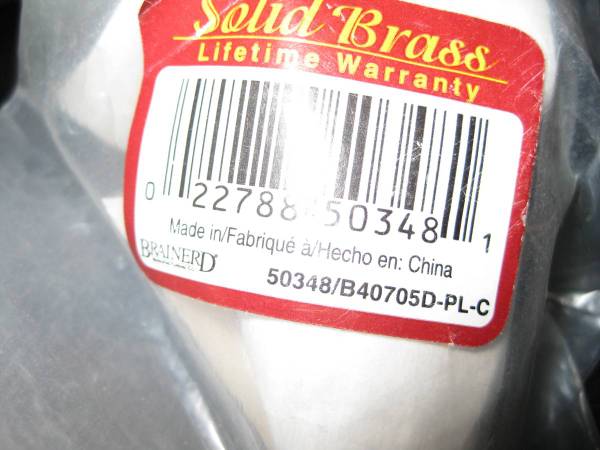 Solid Brass
Lifetime Warranty
0 22788 50348 1
Made in/Fabriqué à/Hecho en: China
BRAINERD
50348/B40705D-PL-C